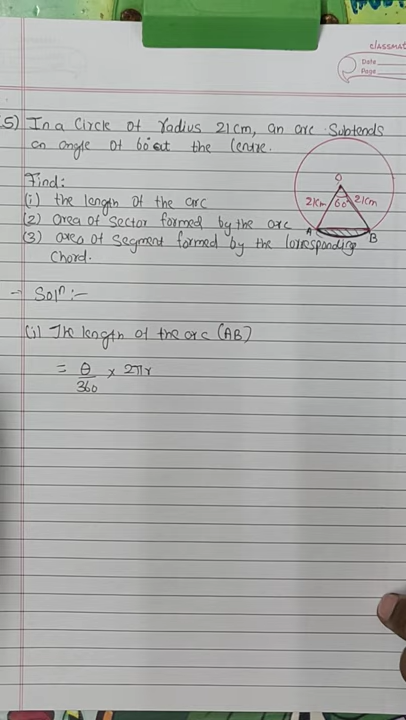 classmat
Date
Page
5) In a Circle of radius 21cm, an arc Subtends
an angle of 60° at the Centre.
Find:
(i) the length of the arc
(2) area of Sector formed by the arc
(3) area of Segment formed by the Corresponding
Chord.
O
21cm 60° 21cm
A B
→ Solⁿ:-
(i) The length of the arc (AB)
= θ/360 × 2πr